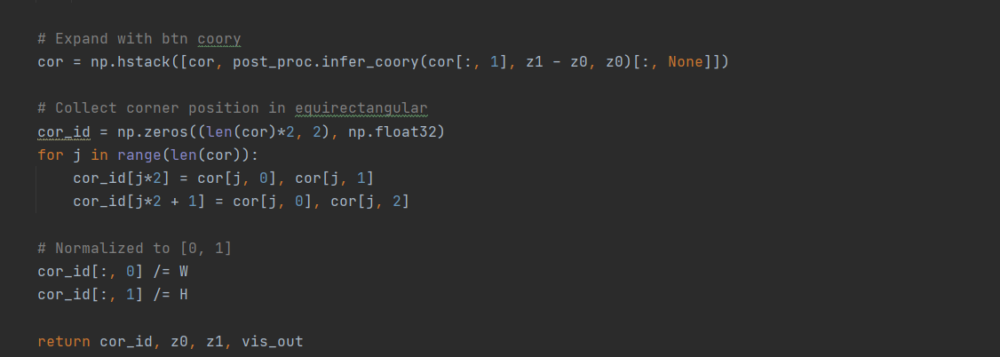 # Expand with btn coory
cor = np.hstack([cor, post_proc.infer_coory(cor[:, 1], z1 - z0, z0)[:, None]])
# Collect corner position in equirectangular
cor_id = np.zeros((len(cor)*2, 2), np.float32)
for j in range(len(cor)):
    cor_id[j*2] = cor[j, 0], cor[j, 1]
    cor_id[j*2 + 1] = cor[j, 0], cor[j, 2]
# Normalized to [0, 1]
cor_id[:, 0] /= W
cor_id[:, 1] /= H
return cor_id, z0, z1, vis_out